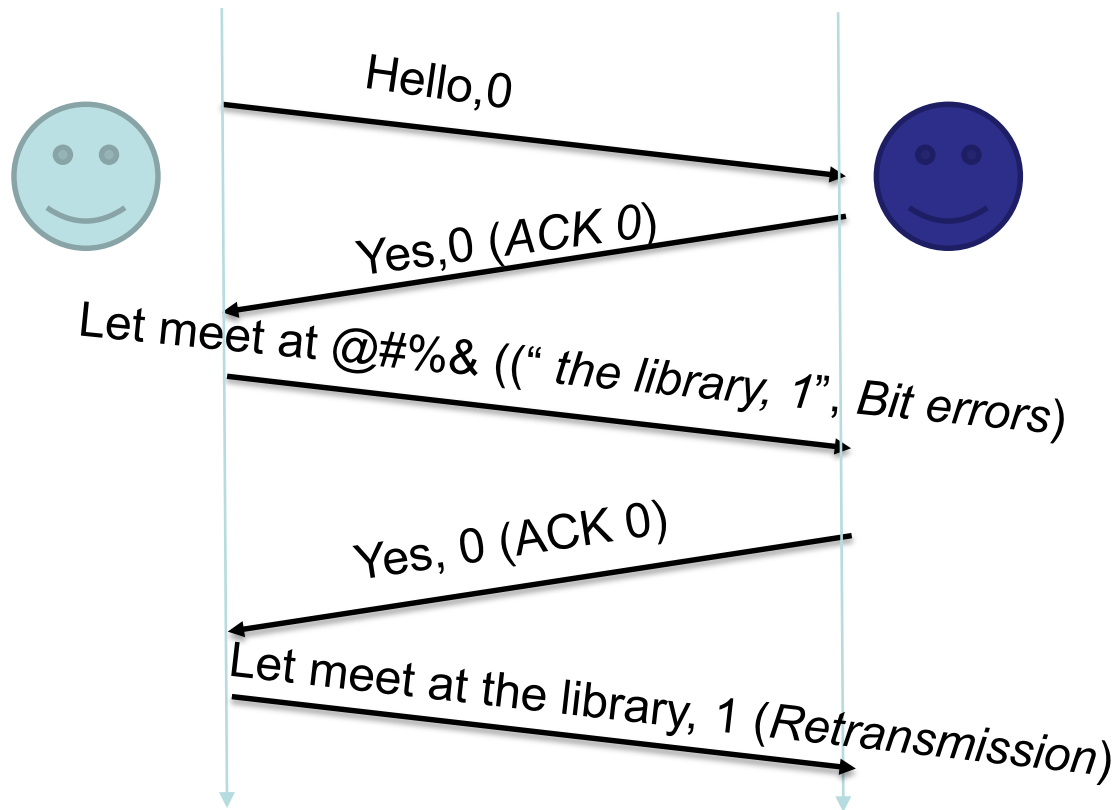 Hello,0
Yes,0 (ACK 0)
Let meet at @#%& ((“ the library, 1”, Bit errors)
Yes, 0 (ACK 0)
Let meet at the library, 1 (Retransmission)